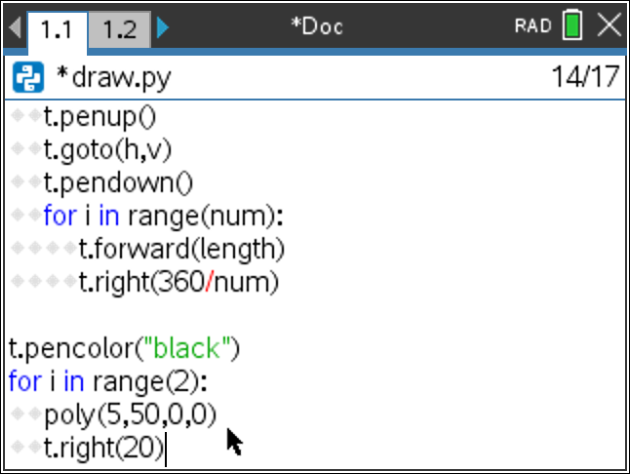 1.1 1.2 *Doc RAD
*draw.py 14/17
t.penup()
t.goto(h,v)
t.pendown()
for i in range(num):
t.forward(length)
t.right(360/num)
t.pencolor("black")
for i in range(2):
poly(5,50,0,0)
t.right(20)